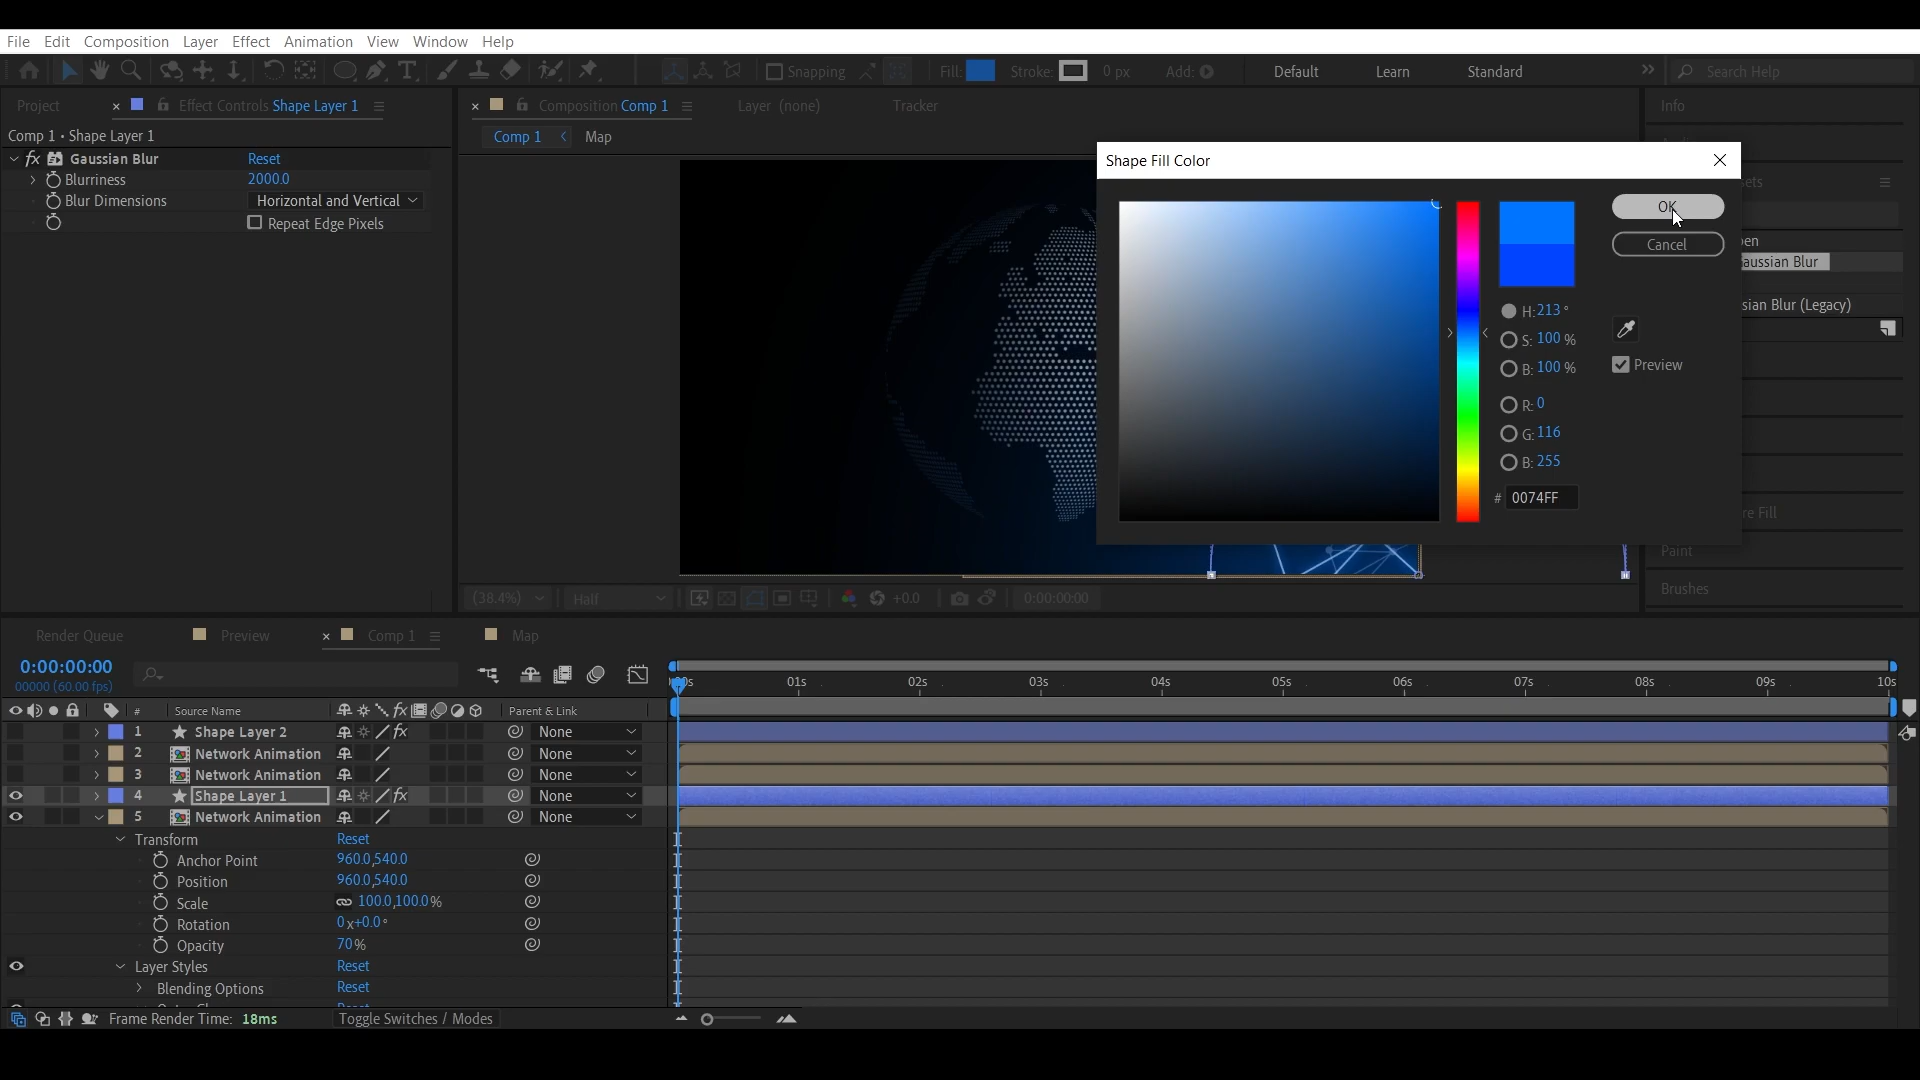 File Edit Composition Layer Effect Animation View Window Help
Snapping Fill: Stroke: 0 px Add: Default Learn Standard Search Help
Project Effect Controls Shape Layer 1 Composition Comp 1 Layer (none) Tracker Info
Comp 1 • Shape Layer 1 Comp 1 Map
fx Gaussian Blur Reset
Blurriness 2000.0
Blur Dimensions Horizontal and Vertical
Repeat Edge Pixels
Shape Fill Color
OK
Cancel
H: 213 °
S: 100 %
B: 100 %
Preview
R: 0
G: 116
B: 255
# 0074FF
Gaussian Blur
sian Blur (Legacy)
re Fill
Paint
Brushes
(38.4%) Half +0.0 0:00:00:00
Render Queue Preview Comp 1 Map
0:00:00:00
00000 (60.00 fps)
01s 02s 03s 04s 05s 06s 07s 08s 09s 10s
# Source Name fx Parent & Link
1 Shape Layer 2 fx None
2 Network Animation None
3 Network Animation None
4 Shape Layer 1 fx None
5 Network Animation None
Transform Reset
Anchor Point 960.0,540.0
Position 960.0,540.0
Scale 100.0,100.0%
Rotation 0x+0.0°
Opacity 70%
Layer Styles Reset
Blending Options Reset
Frame Render Time: 18ms Toggle Switches / Modes